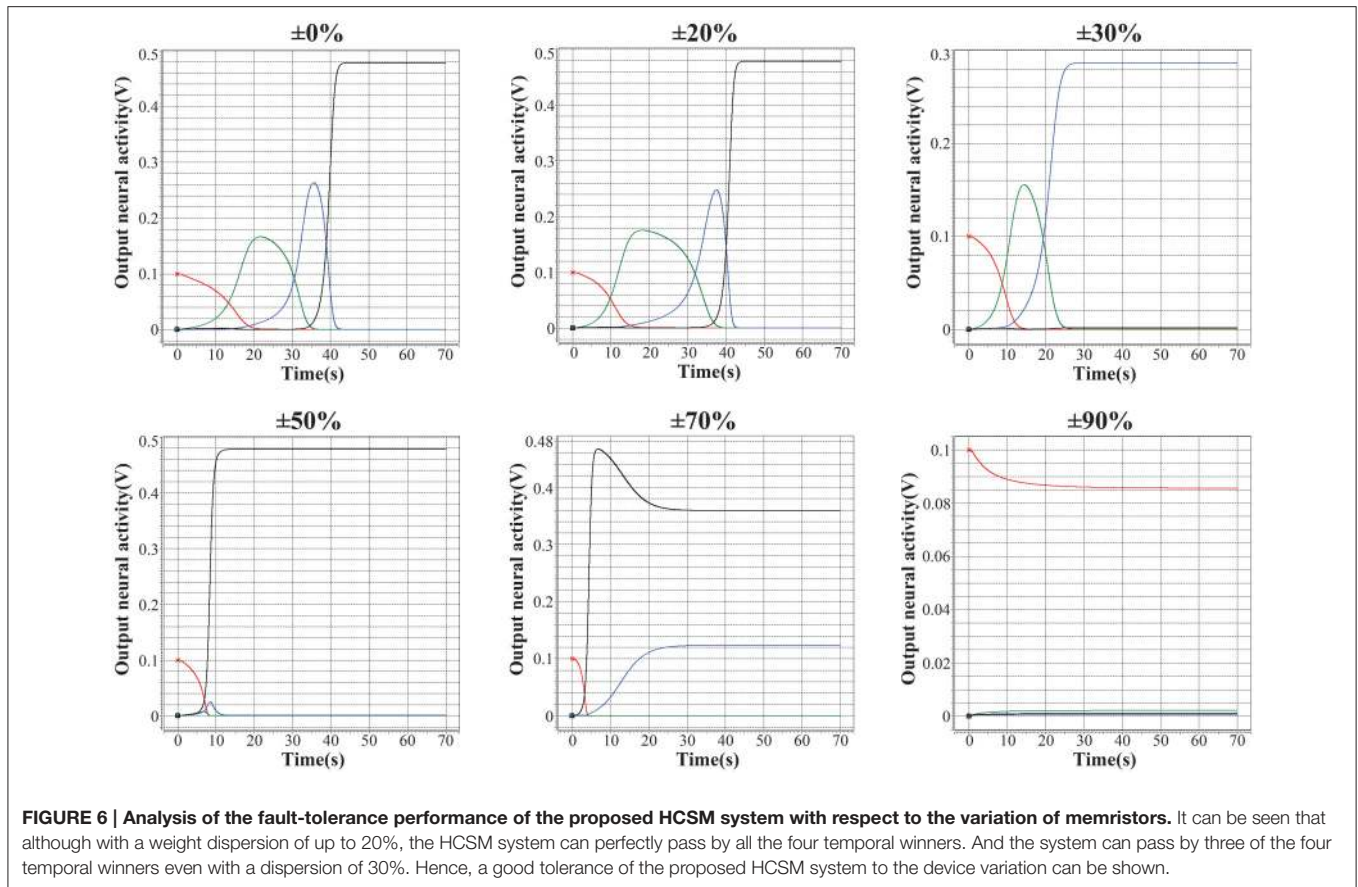 ±0%
±20%
±30%
Output neural activity(V)
0.5
0.4
0.3
0.2
0.1
0
0 10 20 30 40 50 60 70
Time(s)
Output neural activity(V)
0.5
0.4
0.3
0.2
0.1
0
0 10 20 30 40 50 60 70
Time(s)
Output neural activity(V)
0.3
0.2
0.1
0
0 10 20 30 40 50 60 70
Time(s)
±50%
±70%
±90%
Output neural activity(V)
0.5
0.4
0.3
0.2
0.1
0
0 10 20 30 40 50 60 70
Time(s)
Output neural activity(V)
0.48
0.4
0.3
0.2
0.1
0
0 10 20 30 40 50 60 70
Time(s)
Output neural activity(V)
0.1
0.08
0.06
0.04
0.02
0
0 10 20 30 40 50 60 70
Time(s)
FIGURE 6 | Analysis of the fault-tolerance performance of the proposed HCSM system with respect to the variation of memristors. It can be seen that
although with a weight dispersion of up to 20%, the HCSM system can perfectly pass by all the four temporal winners. And the system can pass by three of the four
temporal winners even with a dispersion of 30%. Hence, a good tolerance of the proposed HCSM system to the device variation can be shown.